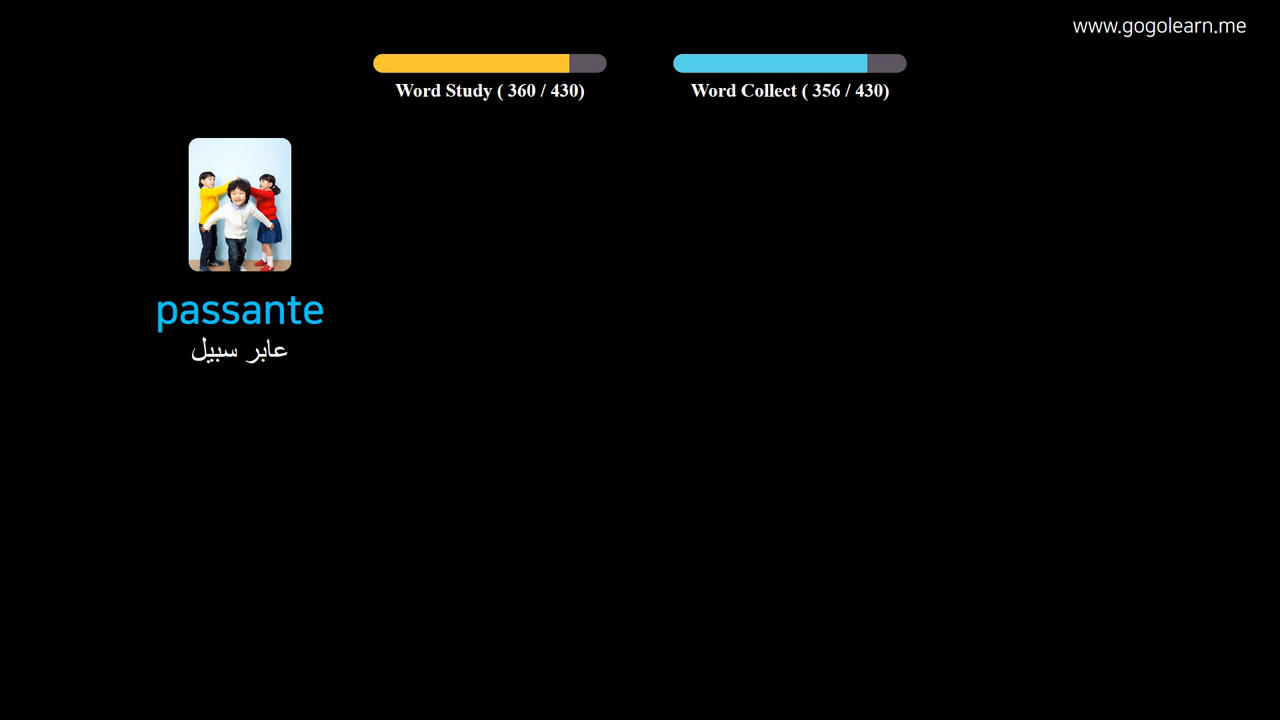 www.gogolearn.me
Word Study ( 360 / 430)
Word Collect ( 356 / 430)
passante
عابر سبيل